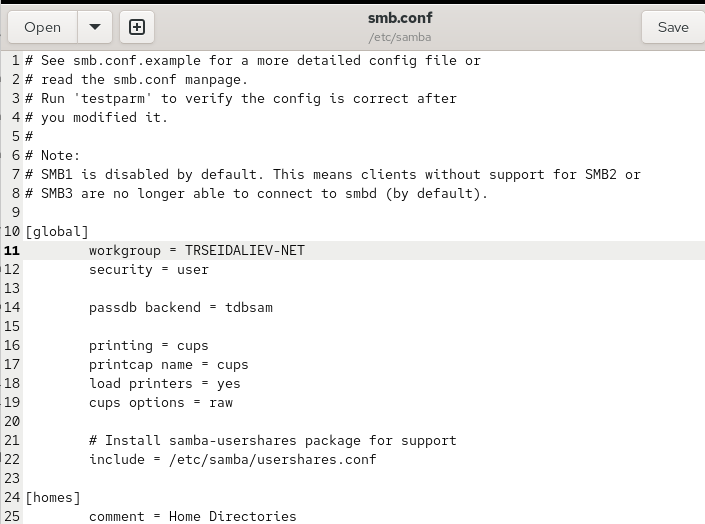 Open
smb.conf
/etc/samba
Save
1 # See smb.conf.example for a more detailed config file or
2 # read the smb.conf manpage.
3 # Run 'testparm' to verify the config is correct after
4 # you modified it.
5 #
6 # Note:
7 # SMB1 is disabled by default. This means clients without support for SMB2 or
8 # SMB3 are no longer able to connect to smbd (by default).
9
10 [global]
11 workgroup = TRSEIDALIEV-NET
12 security = user
13
14 passdb backend = tdbsam
15
16 printing = cups
17 printcap name = cups
18 load printers = yes
19 cups options = raw
20
21 # Install samba-usershares package for support
22 include = /etc/samba/usershares.conf
23
24 [homes]
25 comment = Home Directories